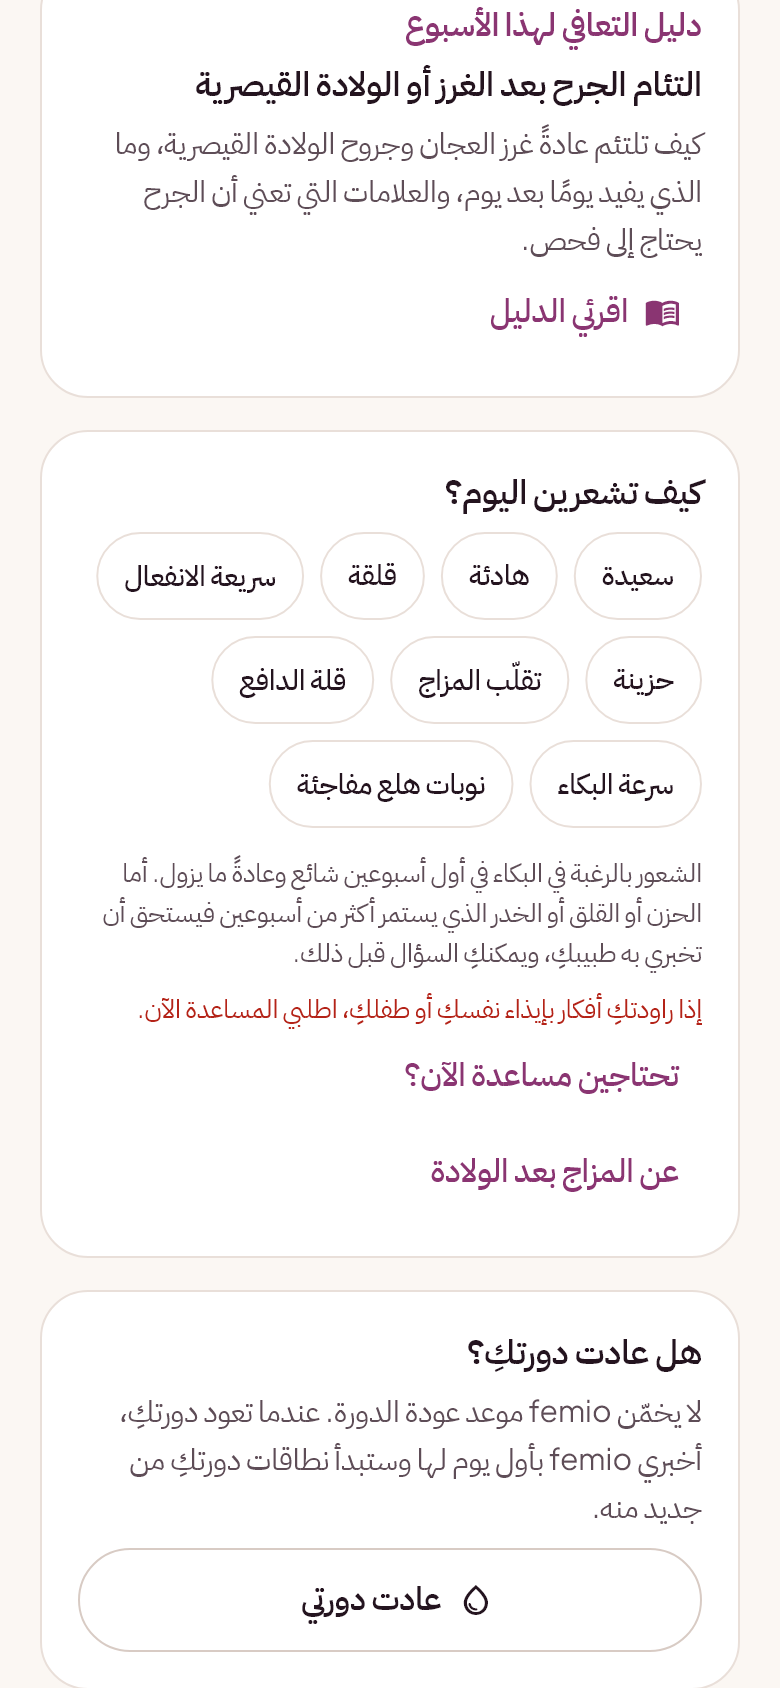 دليل التعافي لهذا الأسبوع
التئام الجرح بعد الغرز أو الولادة القيصرية
كيف تلتئم عادةً غرز العجان وجروح الولادة القيصرية، وما
الذي يفيد يومًا بعد يوم، والعلامات التي تعني أن الجرح
يحتاج إلى فحص.
اقرئي الدليل
كيف تشعرين اليوم؟
سعيدة
هادئة
قلقة
سريعة الانفعال
حزينة
تقلّب المزاج
قلة الدافع
سرعة البكاء
نوبات هلع مفاجئة
الشعور بالرغبة في البكاء في أول أسبوعين شائع وعادةً ما يزول. أما
الحزن أو القلق أو الخدر الذي يستمر أكثر من أسبوعين فيستحق أن
تخبري به طبيبكِ، ويمكنكِ السؤال قبل ذلك.
إذا راودتكِ أفكار بإيذاء نفسكِ أو طفلكِ، اطلبي المساعدة الآن.
تحتاجين مساعدة الآن؟
عن المزاج بعد الولادة
هل عادت دورتكِ؟
لا يخمّن femio موعد عودة الدورة. عندما تعود دورتكِ،
أخبري femio بأول يوم لها وستبدأ نطاقات دورتكِ من
جديد منه.
عادت دورتي